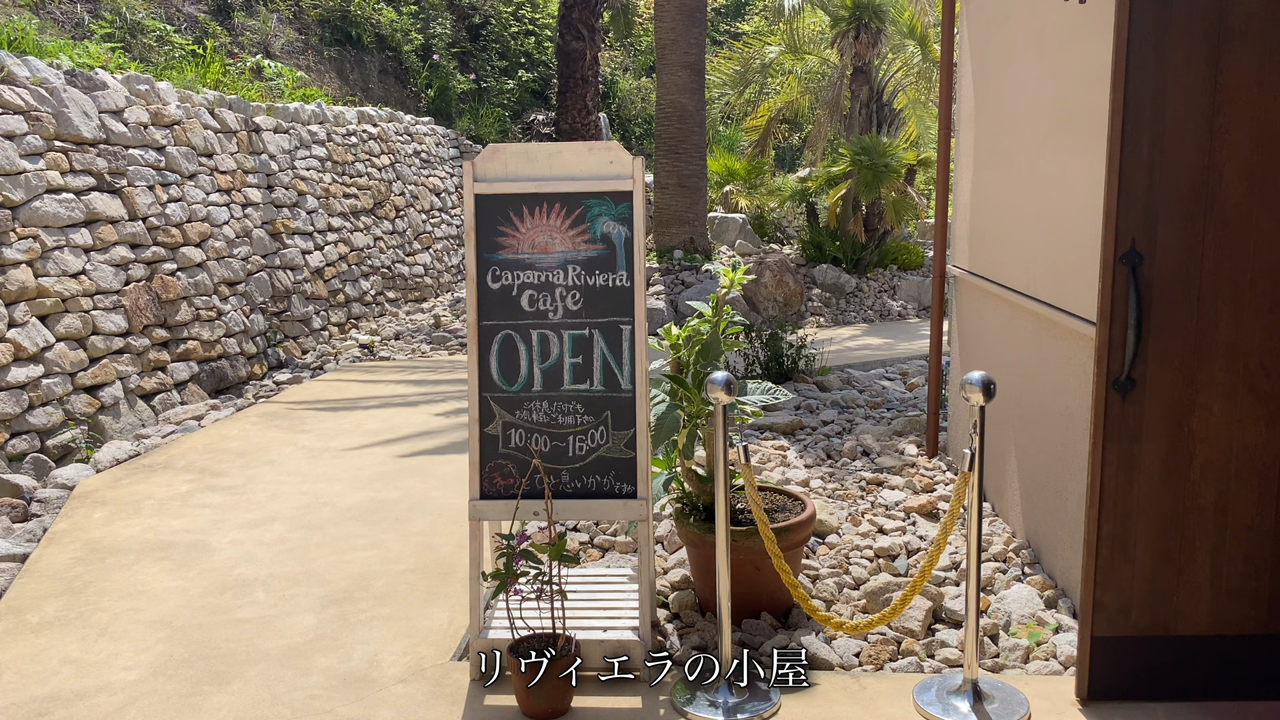 Capanna Riviera
Cafe
OPEN
ご休息だけでも
お気軽にご利用下さい
10:00〜16:00
ひと息いかがですか
リヴィエラの小屋